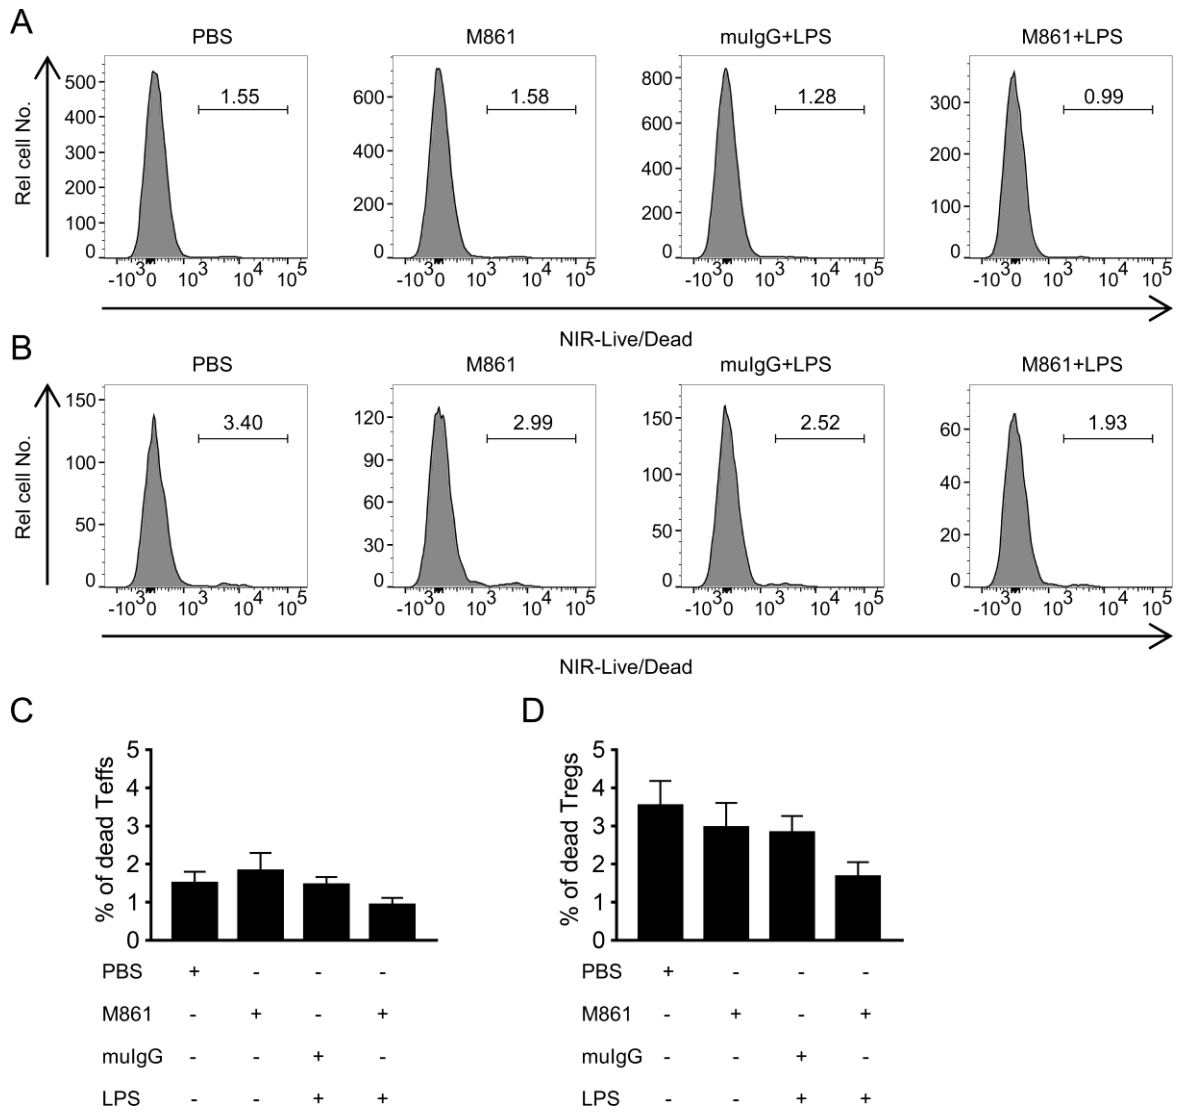 A
PBS M861 muIgG+LPS M861+LPS
Rel cell No.
500 400 300 200 100 0
1.55
-10³ 0 10³ 10⁴ 10⁵
600 400 200 0
1.58
-10³ 0 10³ 10⁴ 10⁵
800 600 400 200 0
1.28
-10³ 0 10³ 10⁴ 10⁵
300 200 100 0
0.99
-10³ 0 10³ 10⁴ 10⁵
NIR-Live/Dead
B
PBS M861 muIgG+LPS M861+LPS
Rel cell No.
150 100 50 0
3.40
-10³ 0 10³ 10⁴ 10⁵
120 90 60 30 0
2.99
-10³ 0 10³ 10⁴ 10⁵
150 100 50 0
2.52
-10³ 0 10³ 10⁴ 10⁵
60 40 20 0
1.93
-10³ 0 10³ 10⁴ 10⁵
NIR-Live/Dead
C
% of dead Teffs
5
4
3
2
1
0
PBS + - - -
M861 - + - +
muIgG - - + -
LPS - - + +
D
% of dead Tregs
5
4
3
2
1
0
PBS + - - -
M861 - + - +
muIgG - - + -
LPS - - + +